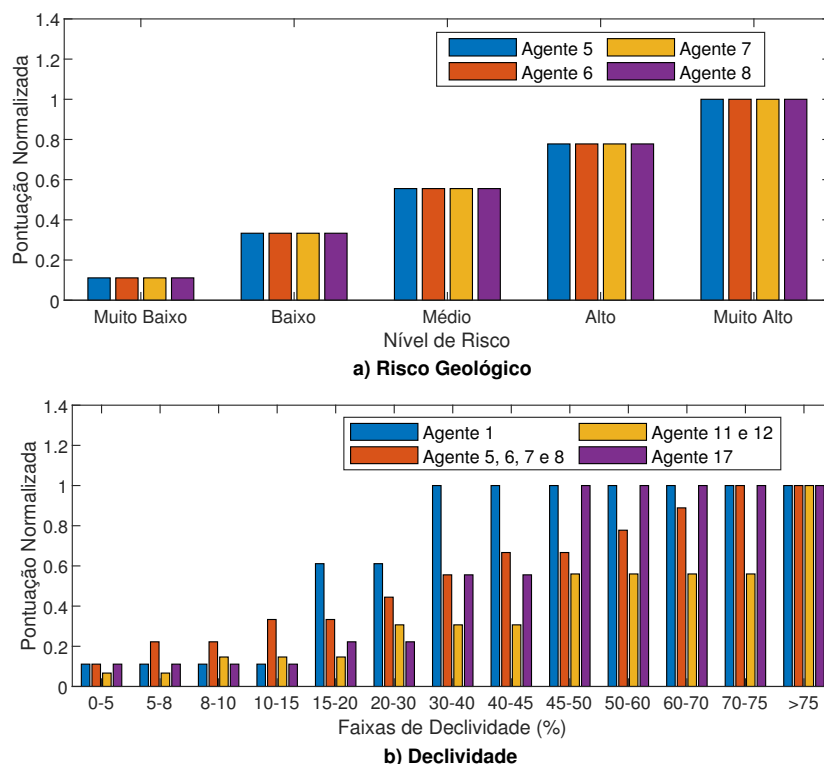 1.4
1.2
1
0.8
0.6
0.4
0.2
0
Pontuação Normalizada
Agente 5 Agente 7
Agente 6 Agente 8
Muito Baixo Baixo Médio Alto Muito Alto
Nível de Risco
a) Risco Geológico
1.4
1.2
1
0.8
0.6
0.4
0.2
0
Pontuação Normalizada
Agente 1 Agente 11 e 12
Agente 5, 6, 7 e 8 Agente 17
0-5 5-8 8-10 10-15 15-20 20-30 30-40 40-45 45-50 50-60 60-70 70-75 >75
Faixas de Declividade (%)
b) Declividade